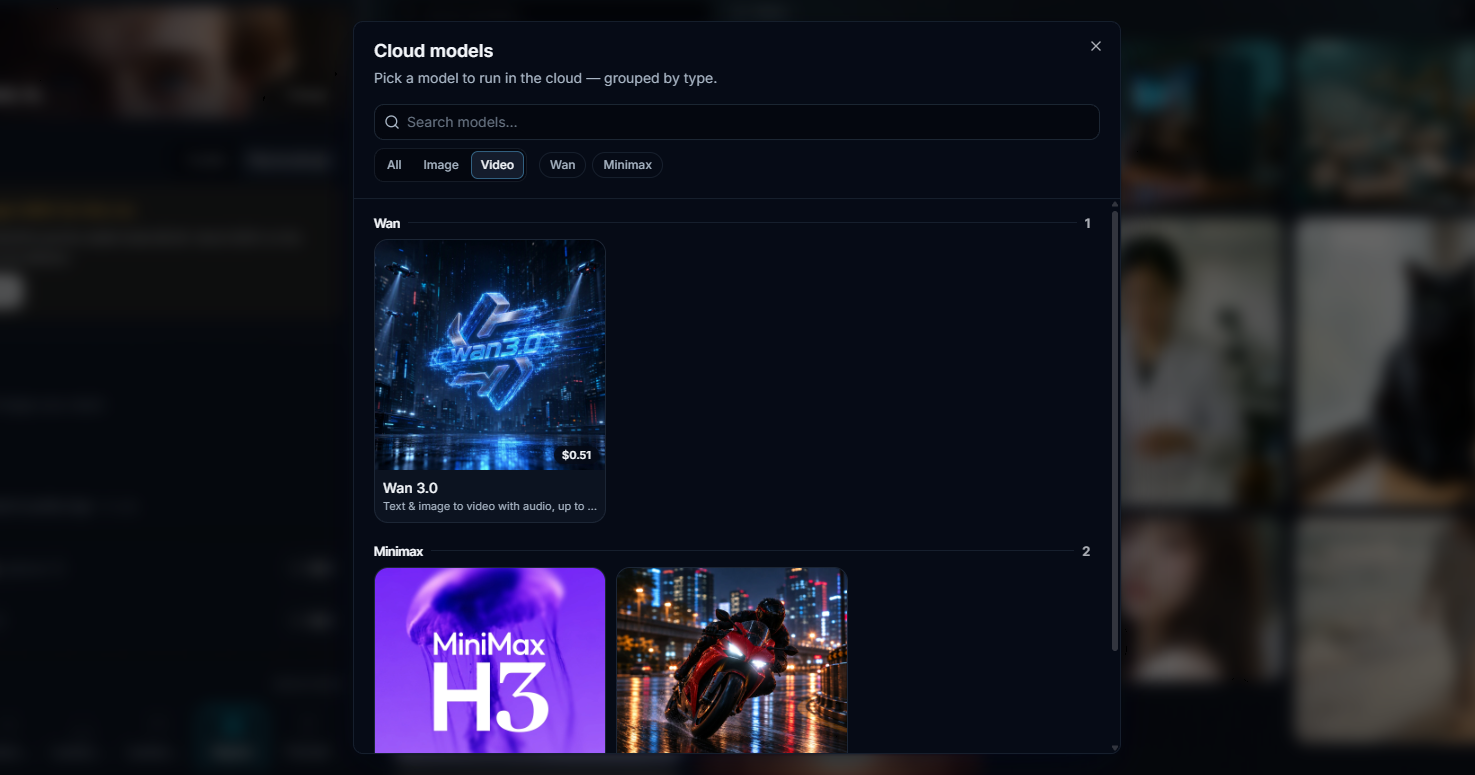 Cloud models
Pick a model to run in the cloud — grouped by type.
Search models...
All Image Video Wan Minimax
Wan 1
wan3.0
$0.51
Wan 3.0
Text & image to video with audio, up to ...
Minimax 2
MiniMax
H3